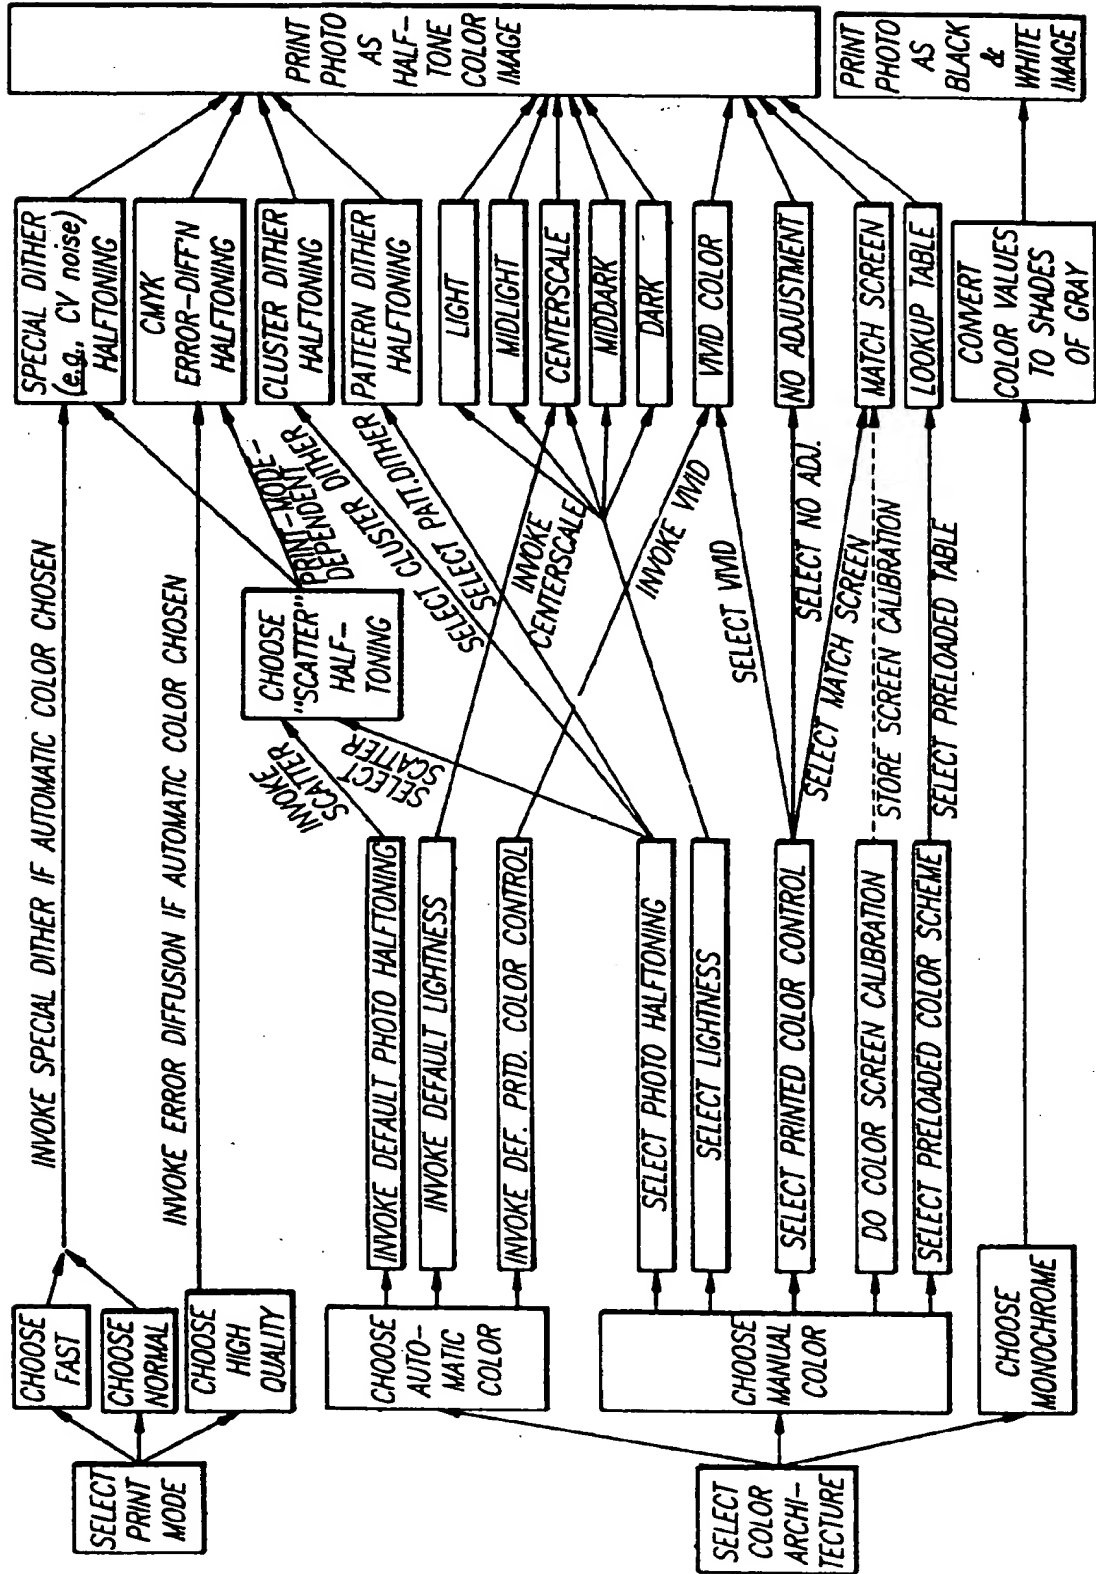 SELECT
PRINT
MODE
CHOOSE
FAST
CHOOSE
NORMAL
CHOOSE
HIGH
QUALITY
INVOKE SPECIAL DITHER IF AUTOMATIC COLOR CHOSEN
INVOKE ERROR DIFFUSION IF AUTOMATIC COLOR CHOSEN
SELECT
COLOR
ARCHI-
TECTURE
CHOOSE
AUTO-
MATIC
COLOR
CHOOSE
MANUAL
COLOR
CHOOSE
MONOCHROME
INVOKE DEFAULT PHOTO HALFTONING
INVOKE DEFAULT LIGHTNESS
INVOKE DEF. PRTD. COLOR CONTROL
SELECT PHOTO HALFTONING
SELECT LIGHTNESS
SELECT PRINTED COLOR CONTROL
DO COLOR SCREEN CALIBRATION
SELECT PRELOADED COLOR SCHEME
INVOKE
SCATTER
SELECT
SCATTER
CHOOSE
"SCATTER"
HALF-
TONING
PRINT-MODE-
DEPENDENT
SELECT CLUSTER DITHER
SELECT PATT.DITHER
INVOKE
CENTERSCALE
INVOKE VIVID
SELECT VIVID
SELECT NO ADJ.
SELECT MATCH SCREEN
STORE SCREEN CALIBRATION
SELECT PRELOADED TABLE
SPECIAL DITHER
(e.g., CV noise)
HALFTONING
CMYK
ERROR-DIFF'N
HALFTONING
CLUSTER DITHER
HALFTONING
PATTERN DITHER
HALFTONING
LIGHT
MIDLIGHT
CENTERSCALE
MIDDARK
DARK
VIVID COLOR
NO ADJUSTMENT
MATCH SCREEN
LOOKUP TABLE
CONVERT
COLOR VALUES
TO SHADES
OF GRAY
PRINT
PHOTO
AS
HALF-
TONE
COLOR
IMAGE
PRINT
PHOTO
AS
BLACK
&
WHITE
IMAGE